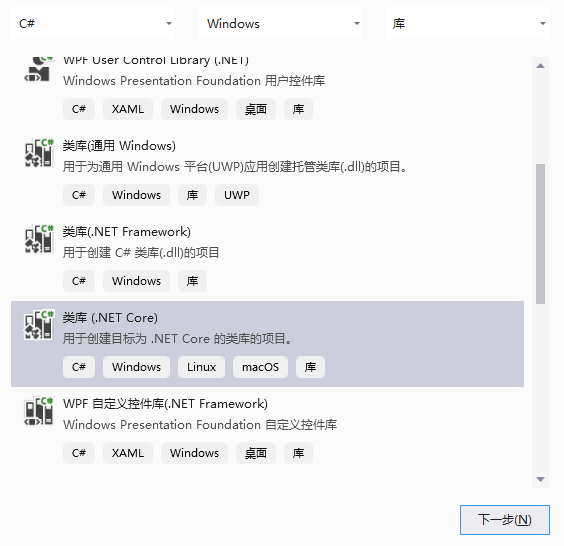 C# Windows 库
WPF User Control Library (.NET)
Windows Presentation Foundation 用户控件库
C# XAML Windows 桌面 库
类库(通用 Windows)
用于为通用 Windows 平台(UWP)应用创建托管类库(.dll)的项目。
C# Windows 库 UWP
类库(.NET Framework)
用于创建 C# 类库(.dll)的项目
C# Windows 库
类库 (.NET Core)
用于创建目标为 .NET Core 的类库的项目。
C# Windows Linux macOS 库
WPF 自定义控件库(.NET Framework)
Windows Presentation Foundation 自定义控件库
C# XAML Windows 桌面 库
下一步(N)